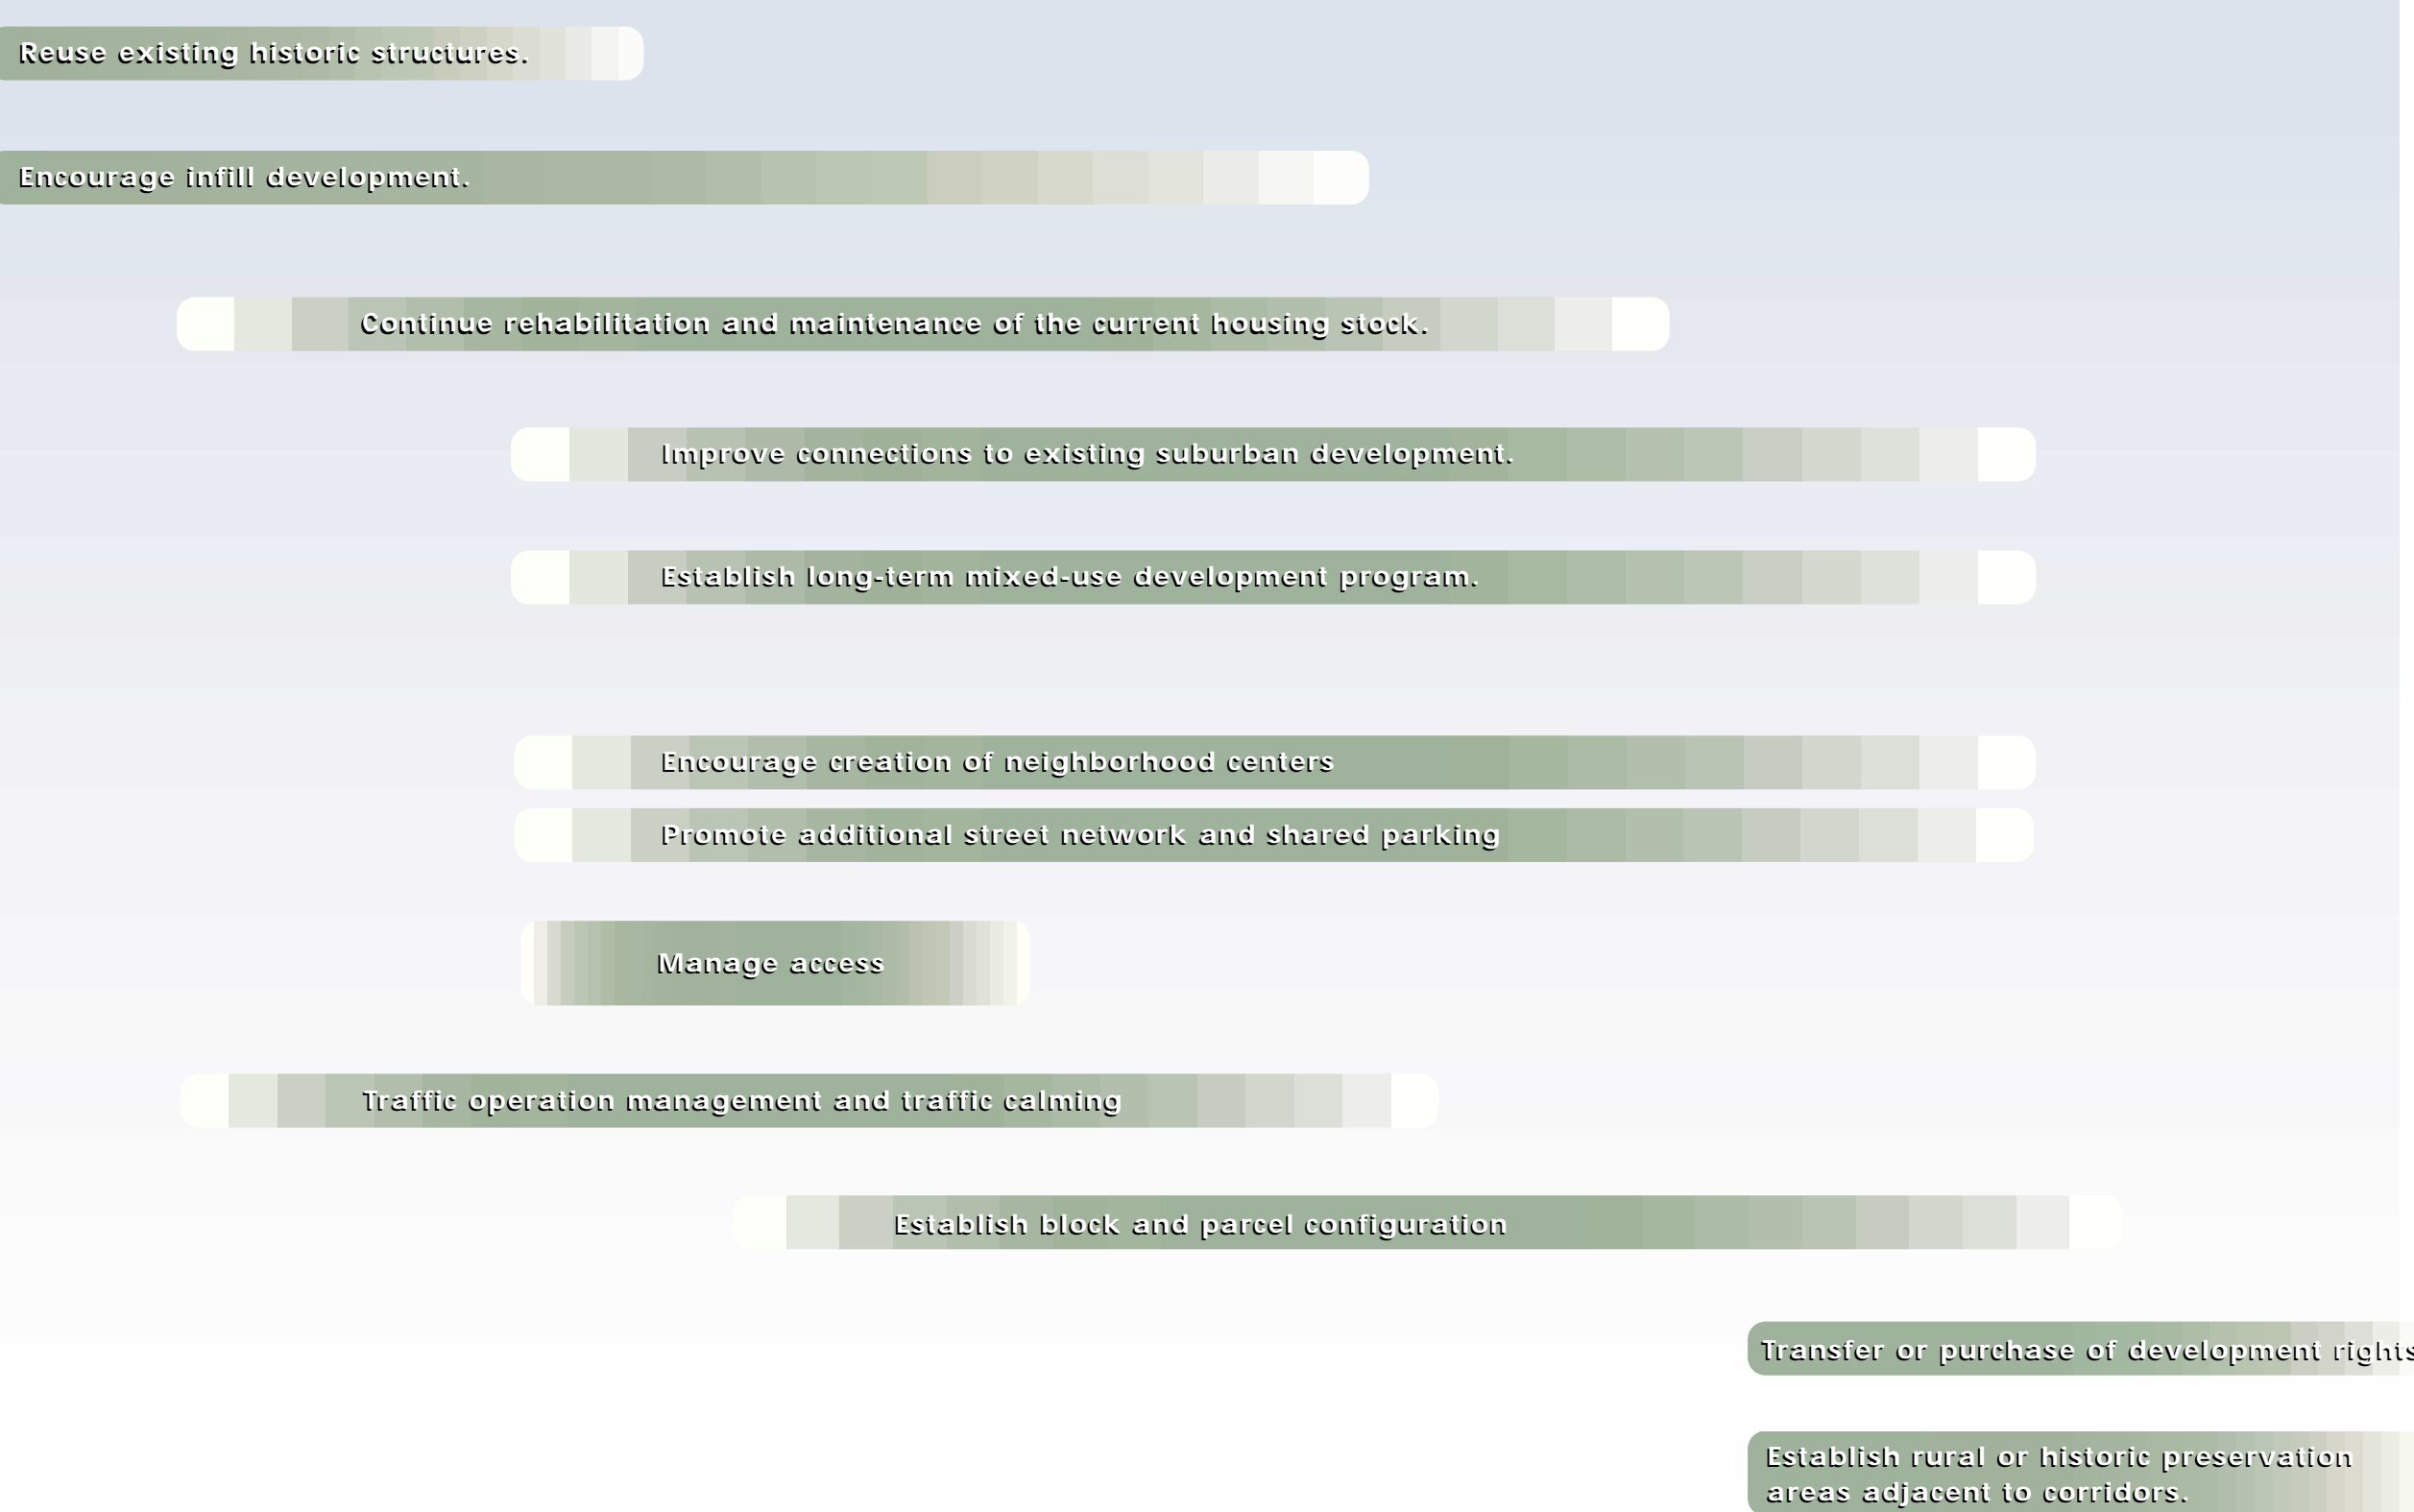 Reuse existing historic structures.
Encourage infill development.
Continue rehabilitation and maintenance of the current housing stock.
Improve connections to existing suburban development.
Establish long-term mixed-use development program.
Encourage creation of neighborhood centers
Promote additional street network and shared parking
Manage access
Traffic operation management and traffic calming
Establish block and parcel configuration
Transfer or purchase of development rights
Establish rural or historic preservation
areas adjacent to corridors.